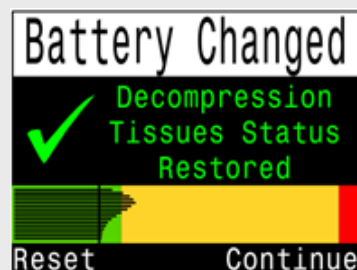 Battery Changed
Decompression
Tissues Status
Restored
Reset Continue